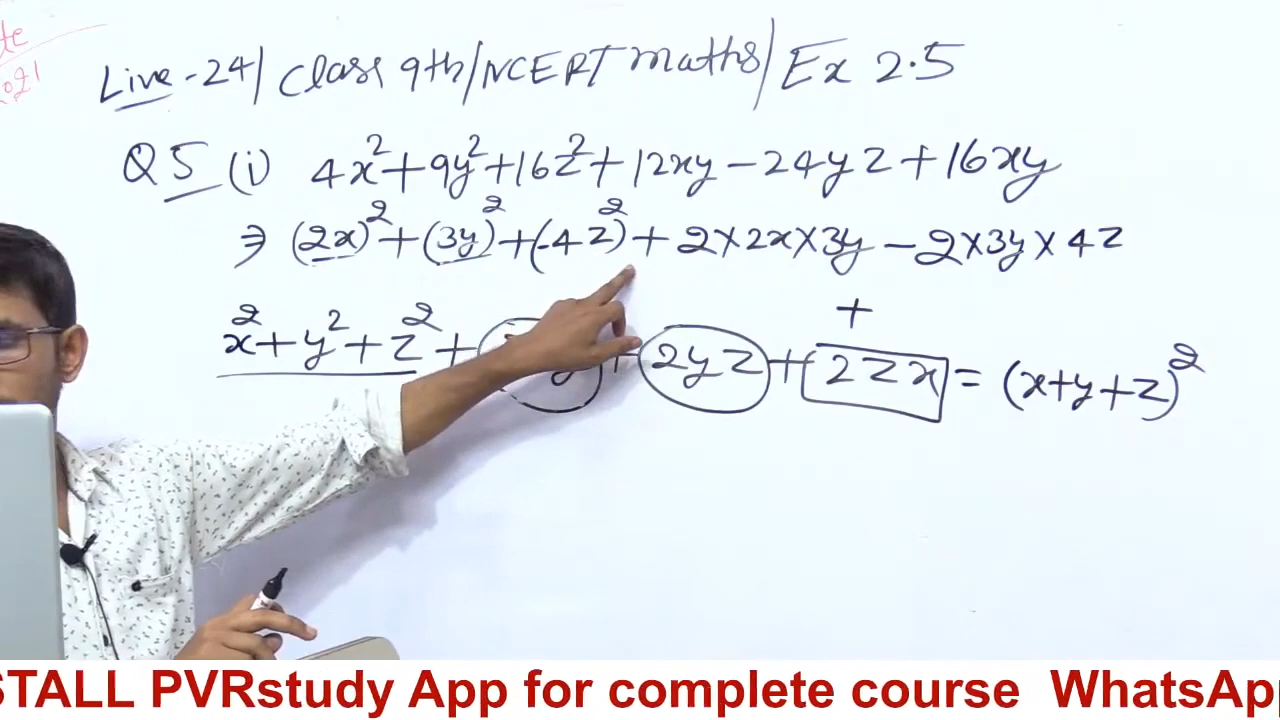 te
2021
Live-24/ Class 9th/NCERT maths/ Ex 2.5
Q5 (i) 4x²+9y²+16z²+12xy-24yz+16xy
⇒ (2x)²+(3y)²+(-4z)²+2×2x×3y-2×3y×4z
+
x²+y²+z²+ +2yz+2zx=(x+y+z)²
STALL PVRstudy App for complete course WhatsApp